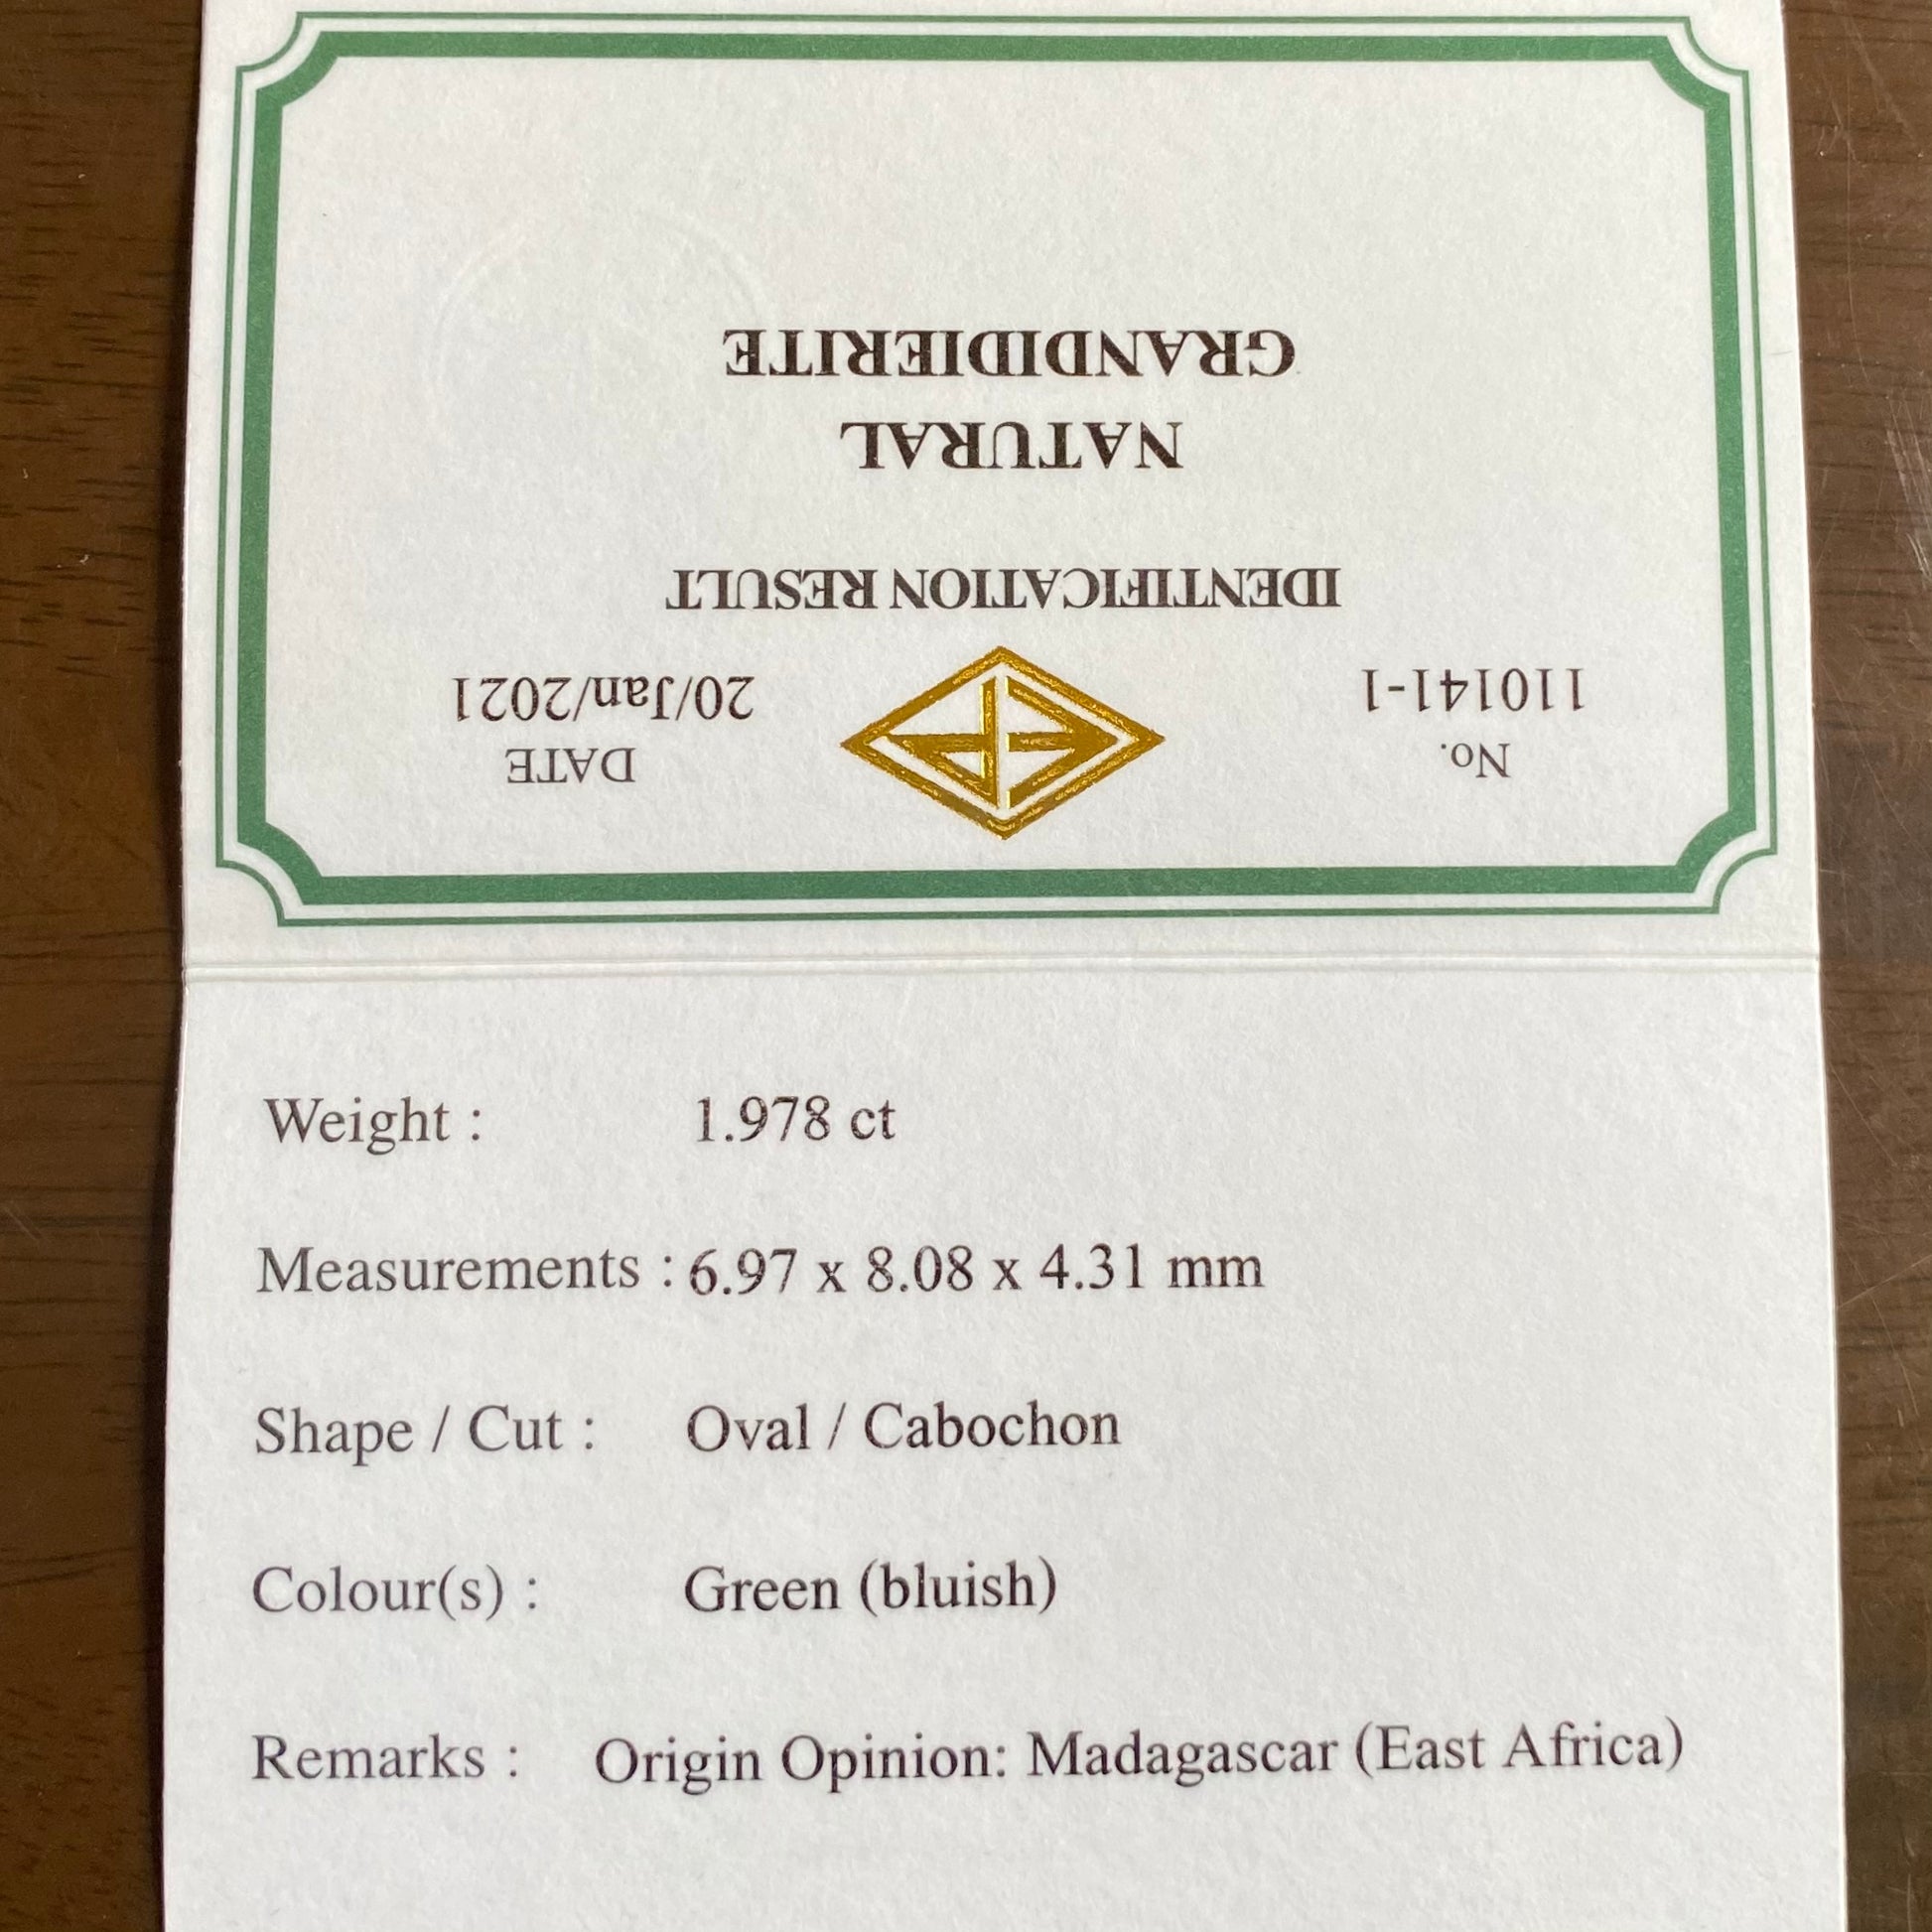 No.
110141-1
DATE
20/Jan/2021
IDENTIFICATION RESULT
NATURAL
GRANDIDIERITE
Weight : 1.978 ct
Measurements : 6.97 x 8.08 x 4.31 mm
Shape / Cut : Oval / Cabochon
Colour(s) : Green (bluish)
Remarks : Origin Opinion: Madagascar (East Africa)